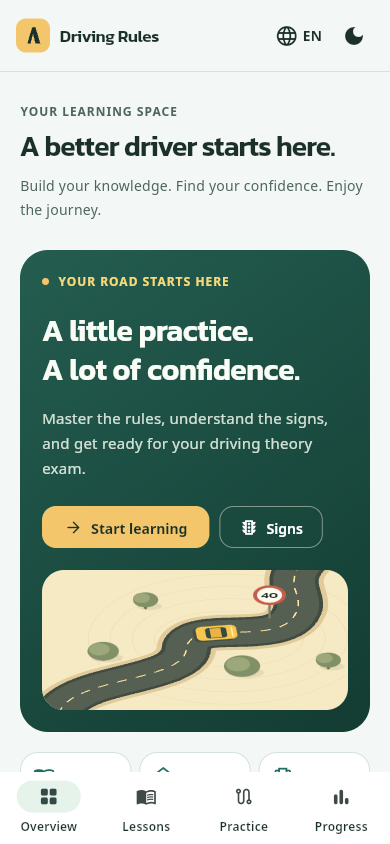 Driving Rules
EN
YOUR LEARNING SPACE
A better driver starts here.
Build your knowledge. Find your confidence. Enjoy
the journey.
YOUR ROAD STARTS HERE
A little practice.
A lot of confidence.
Master the rules, understand the signs,
and get ready for your driving theory
exam.
Start learning
Signs
40
Overview
Lessons
Practice
Progress